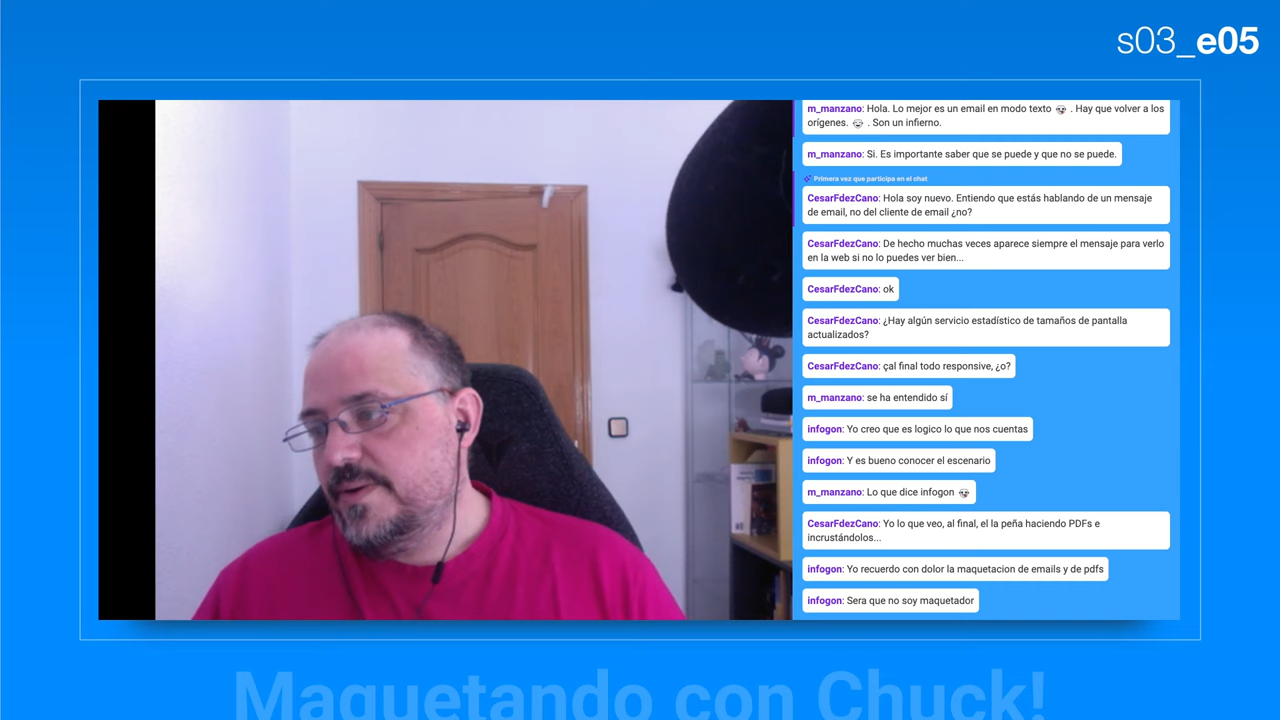 s03_e05
m_manzano: Hola. Lo mejor es un email en modo texto . Hay que volver a los
orígenes. . Son un infierno.
m_manzano: Si. Es importante saber que se puede y que no se puede.
Primera vez que participa en el chat
CesarFdezCano: Hola soy nuevo. Entiendo que estás hablando de un mensaje
de email, no del cliente de email ¿no?
CesarFdezCano: De hecho muchas veces aparece siempre el mensaje para verlo
en la web si no lo puedes ver bien...
CesarFdezCano: ok
CesarFdezCano: ¿Hay algún servicio estadístico de tamaños de pantalla
actualizados?
CesarFdezCano: çal final todo responsive, ¿o?
m_manzano: se ha entendido sí
infogon: Yo creo que es logico lo que nos cuentas
infogon: Y es bueno conocer el escenario
m_manzano: Lo que dice infogon
CesarFdezCano: Yo lo que veo, al final, el la peña haciendo PDFs e
incrustándolos...
infogon: Yo recuerdo con dolor la maquetacion de emails y de pdfs
infogon: Sera que no soy maquetador
Maquetando con Chuck!